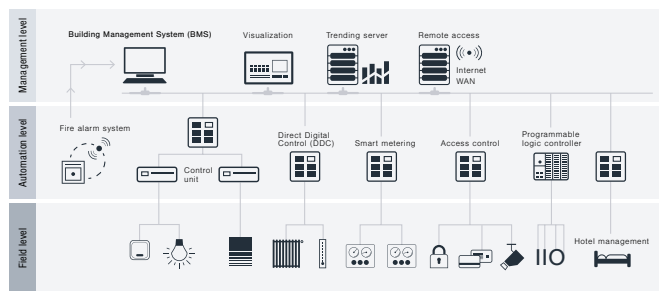 Management level
Building Management System (BMS)
Visualization
Trending server
Remote access
Internet
WAN
Automation level
Fire alarm system
Control
unit
Direct Digital
Control (DDC)
Smart metering
Access control
Programmable
logic controller
Field level
IIO
Hotel management